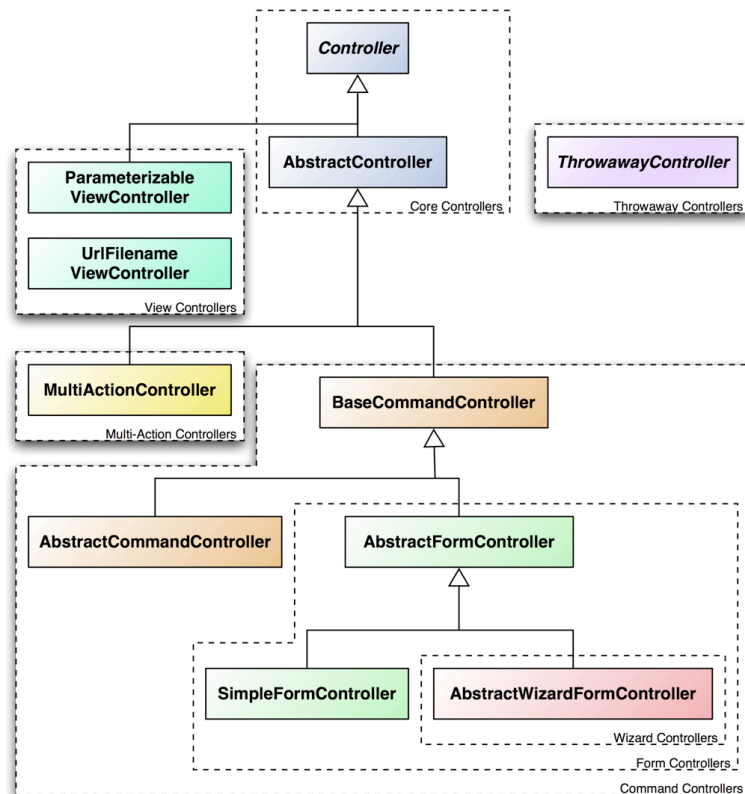 Controller
AbstractController
Core Controllers
ThrowawayController
Throwaway Controllers
Parameterizable
ViewController
UrlFilename
ViewController
View Controllers
MultiActionController
Multi-Action Controllers
BaseCommandController
AbstractCommandController
AbstractFormController
SimpleFormController
AbstractWizardFormController
Wizard Controllers
Form Controllers
Command Controllers